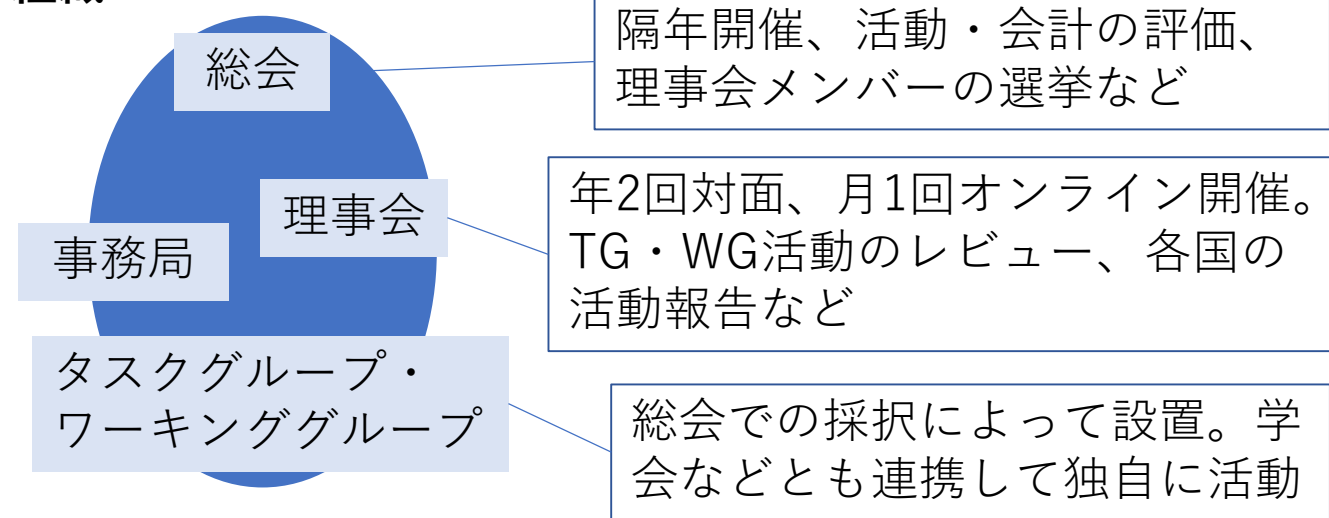 総会
隔年開催、活動・会計の評価、
理事会メンバーの選挙など
理事会
年2回対面、月1回オンライン開催。
TG・WG活動のレビュー、各国の
活動報告など
事務局
タスクグループ・
ワーキンググループ
総会での採択によって設置。学
会などとも連携して独自に活動